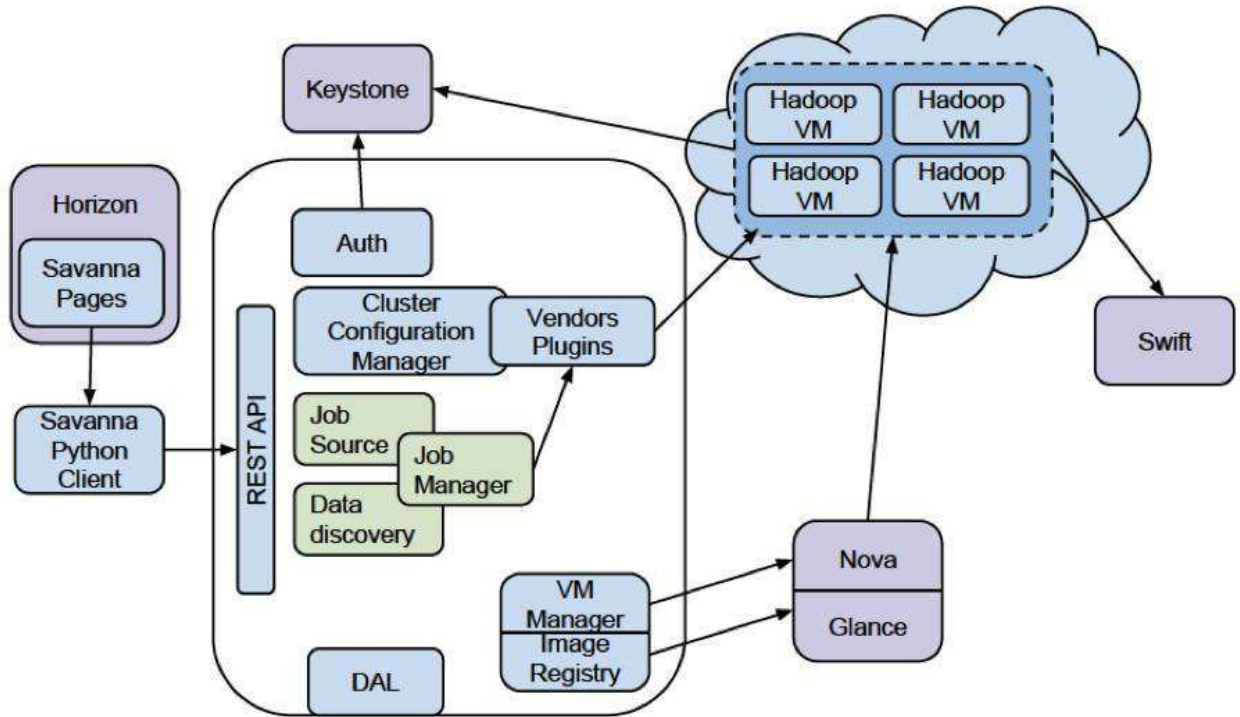 Keystone
Hadoop
VM
Hadoop
VM
Hadoop
VM
Hadoop
VM
Horizon
Savanna
Pages
Auth
Cluster
Configuration
Manager
Vendors
Plugins
Swift
Savanna
Python
Client
REST API
Job
Source
Job
Manager
Data
discovery
VM
Manager
Image
Registry
Nova
Glance
DAL